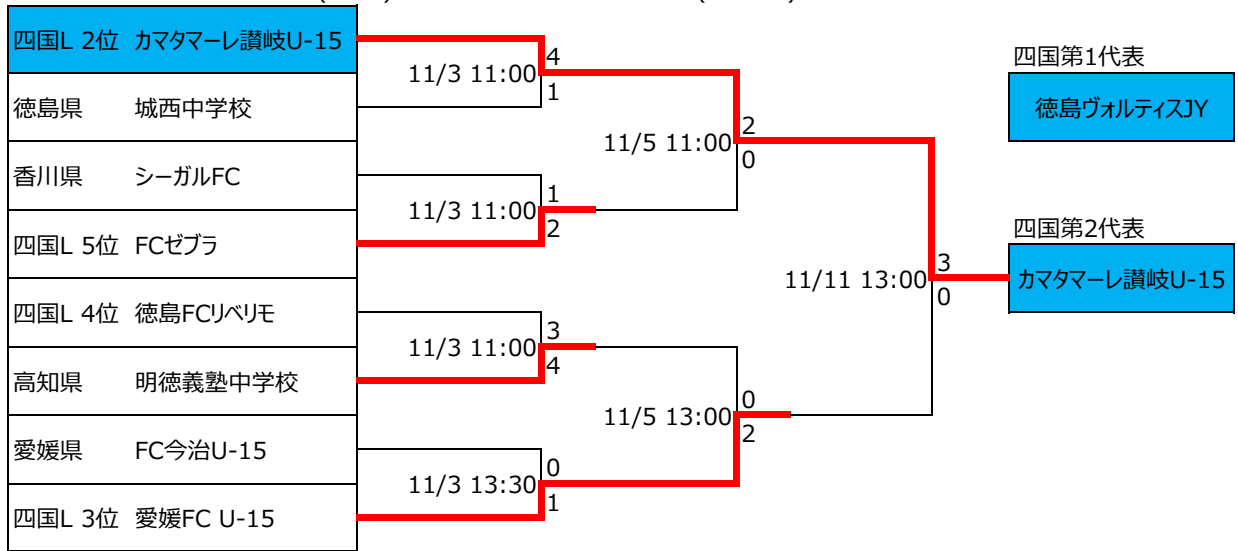 四国L 2位 カマタマーレ讃岐U-15
徳島県 城西中学校
香川県 シーガルFC
四国L 5位 FCゼブラ
四国L 4位 徳島FCリベリモ
高知県 明徳義塾中学校
愛媛県 FC今治U-15
四国L 3位 愛媛FC U-15
11/3 11:00
4
1
11/3 11:00
1
2
11/3 11:00
3
4
11/3 13:30
0
1
11/5 11:00
2
0
11/5 13:00
0
2
11/11 13:00
3
0
四国第1代表
徳島ヴォルティスJY
四国第2代表
カマタマーレ讃岐U-15